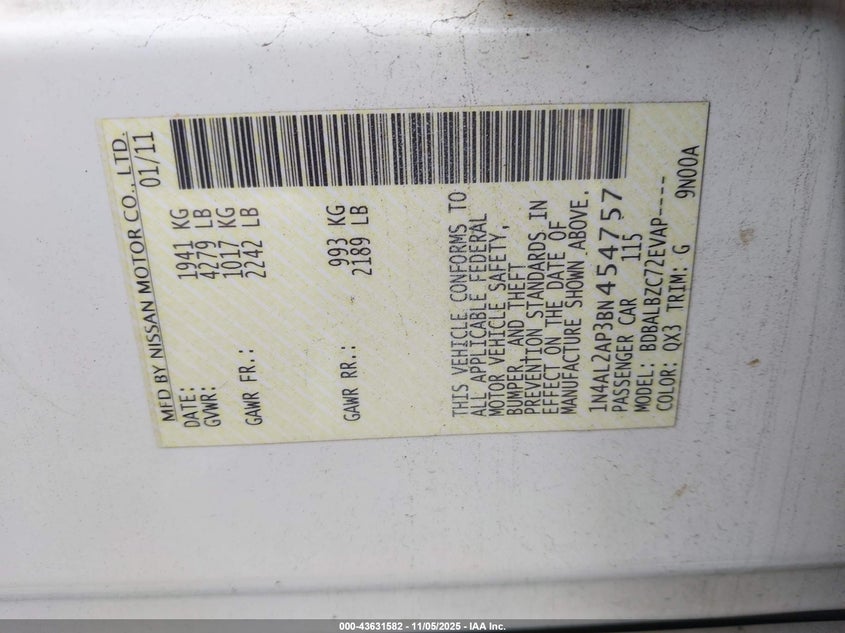 MFD BY NISSAN MOTOR CO., LTD.
DATE: 01/11
GVWR: 1941 KG
4279 LB
GAWR FR.: 1017 KG
2242 LB
GAWR RR.: 993 KG
2189 LB
THIS VEHICLE CONFORMS TO
ALL APPLICABLE FEDERAL
MOTOR VEHICLE SAFETY,
BUMPER, AND THEFT
PREVENTION STANDARDS IN
EFFECT ON THE DATE OF
MANUFACTURE SHOWN ABOVE.
1N4AL2AP3BN454757
PASSENGER CAR 115
MODEL: BDBALBZC72EVAP----
COLOR: QX3 TRIM: G 9N00A
000-43631582 - 11/05/2025 - IAA Inc.